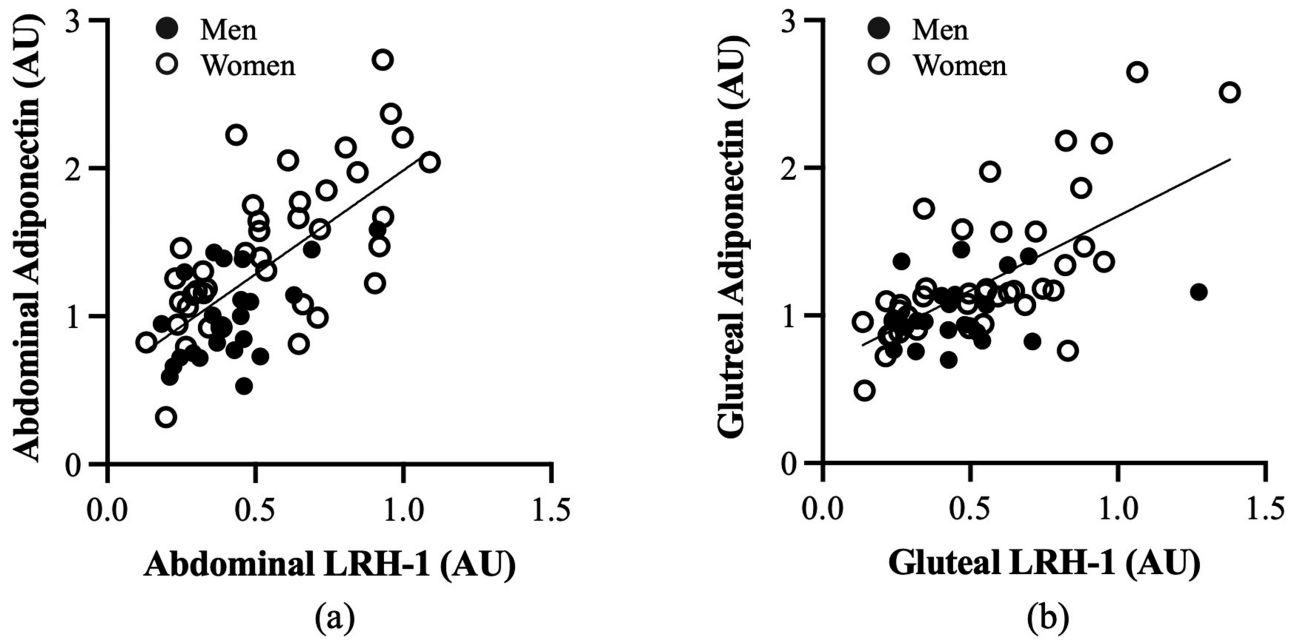 Abdominal Adiponectin (AU)
3
2
1
0
Men
Women
0.0 0.5 1.0 1.5
Abdominal LRH-1 (AU)
(a)
Glutreal Adiponectin (AU)
3
2
1
0
Men
Women
0.0 0.5 1.0 1.5
Gluteal LRH-1 (AU)
(b)